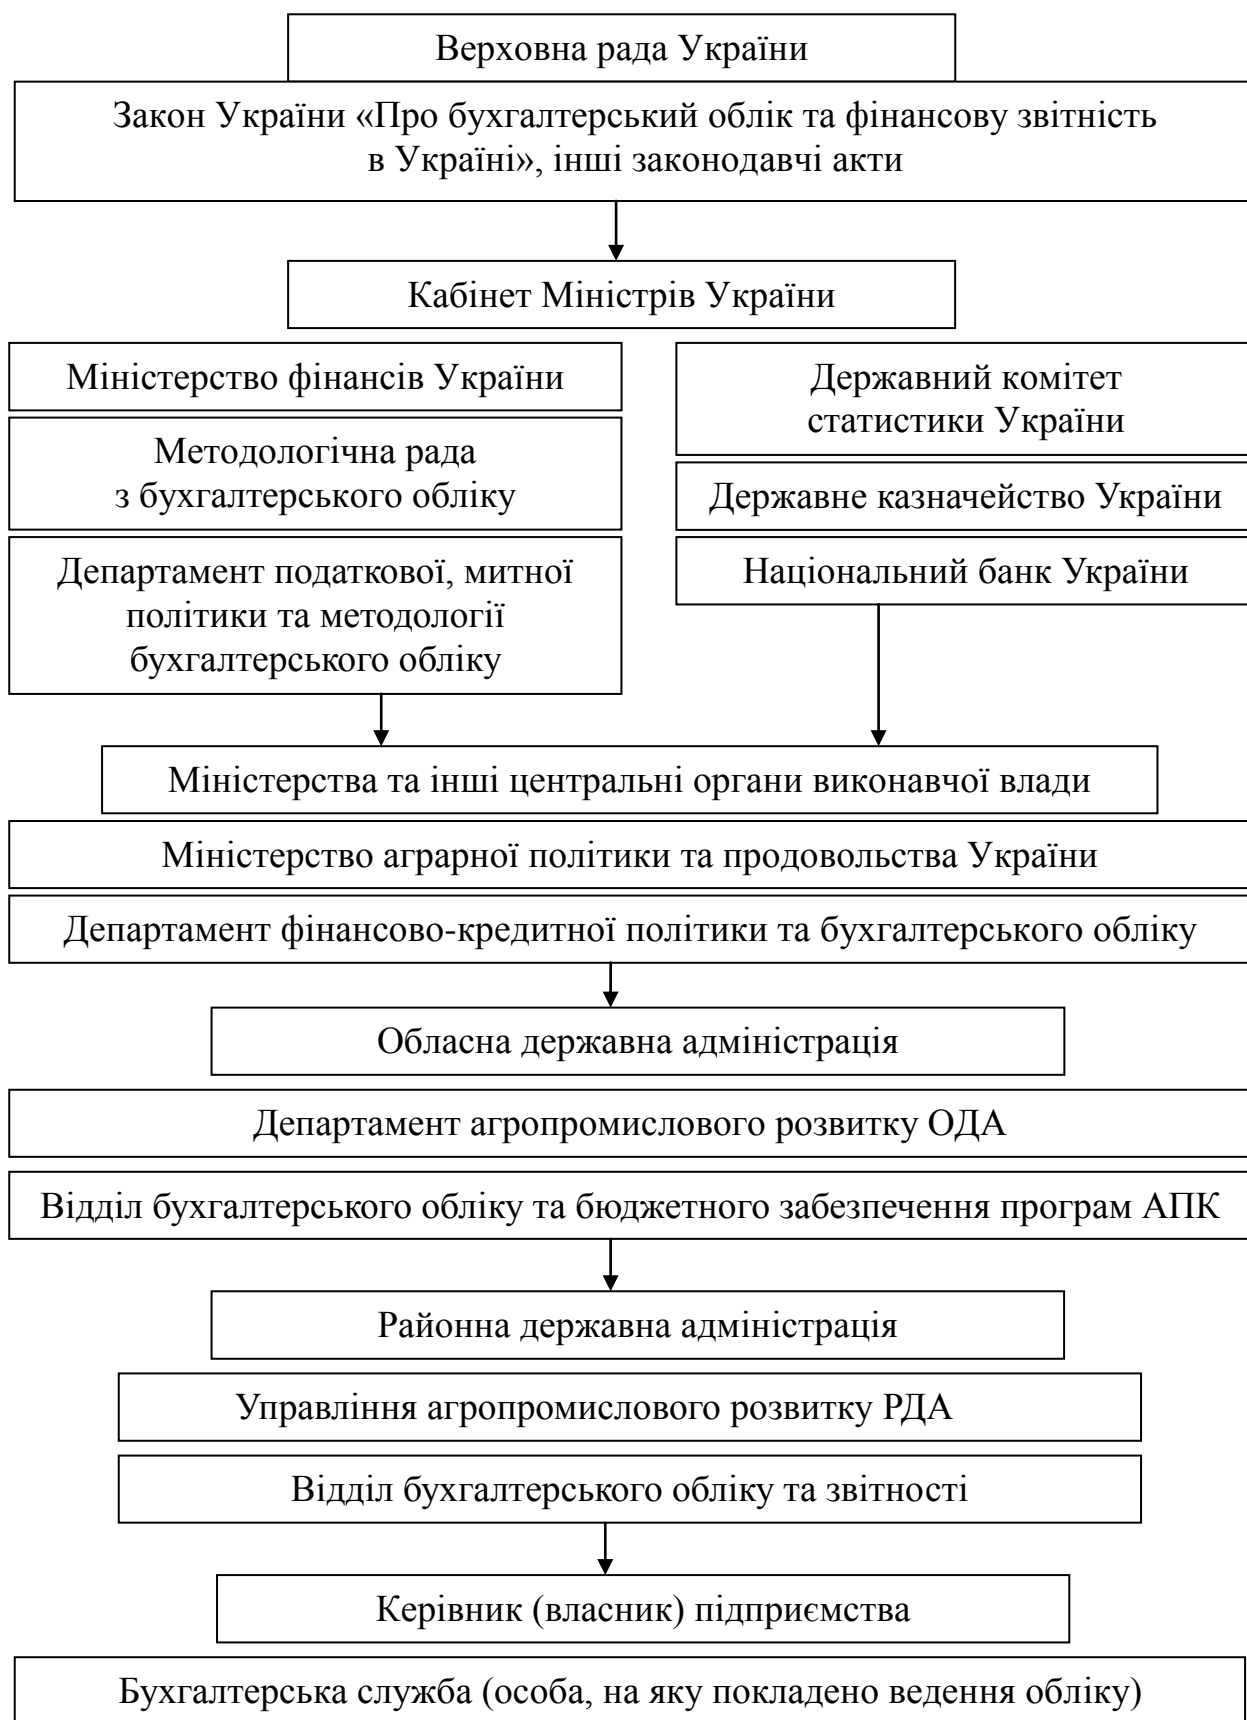 Верховна рада України
Закон України «Про бухгалтерський облік та фінансову звітність
в Україні», інші законодавчі акти
Кабінет Міністрів України
Міністерство фінансів України
Методологічна рада
з бухгалтерського обліку
Департамент податкової, митної
політики та методології
бухгалтерського обліку
Державний комітет
статистики України
Державне казначейство України
Національний банк України
Міністерства та інші центральні органи виконавчої влади
Міністерство аграрної політики та продовольства України
Департамент фінансово-кредитної політики та бухгалтерського обліку
Обласна державна адміністрація
Департамент агропромислового розвитку ОДА
Відділ бухгалтерського обліку та бюджетного забезпечення програм АПК
Районна державна адміністрація
Управління агропромислового розвитку РДА
Відділ бухгалтерського обліку та звітності
Керівник (власник) підприємства
Бухгалтерська служба (особа, на яку покладено ведення обліку)